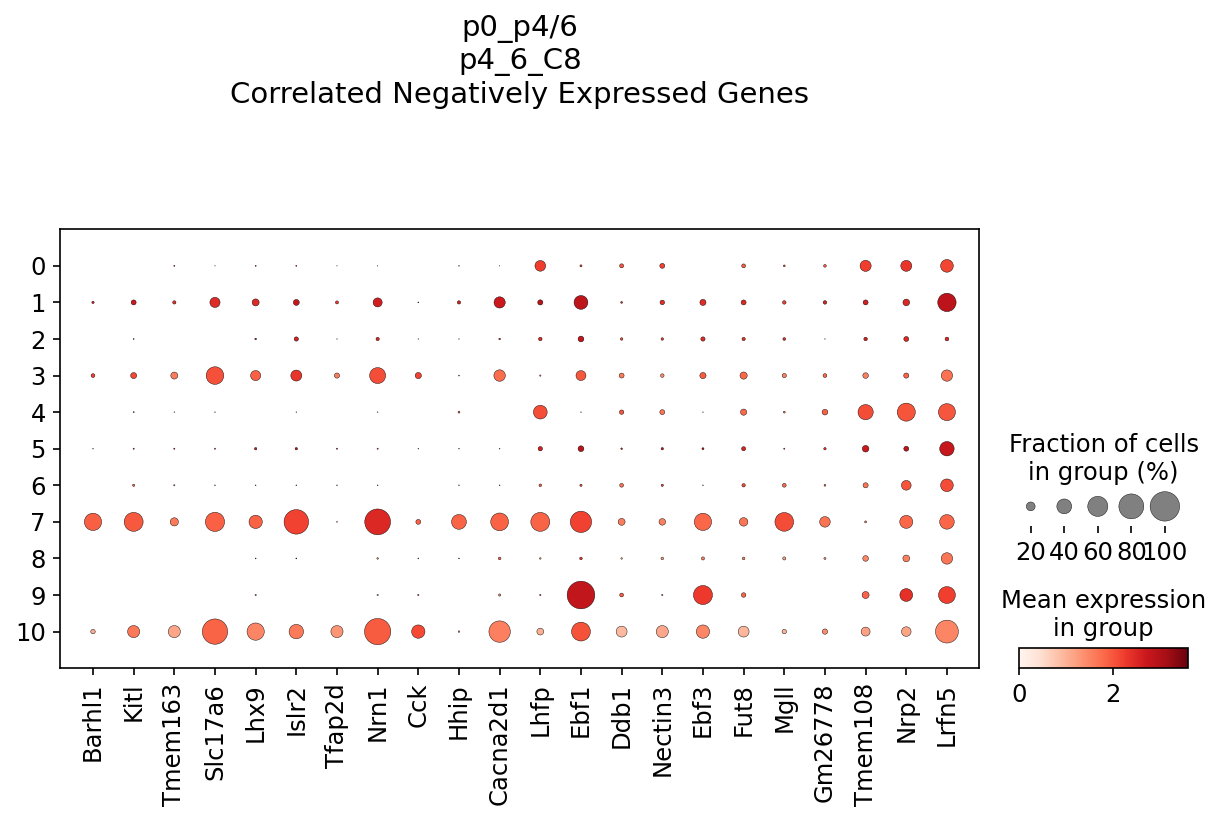 p0_p4/6
p4_6_C8
Correlated Negatively Expressed Genes
0
1
2
3
4
5
6
7
8
9
10
Barhl1
Kitl
Tmem163
Slc17a6
Lhx9
Islr2
Tfap2d
Nrn1
Cck
Hhip
Cacna2d1
Lhfp
Ebf1
Ddb1
Nectin3
Ebf3
Fut8
Mgll
Gm26778
Tmem108
Nrp2
Lrfn5
Fraction of cells
in group (%)
20 40 60 80 100
Mean expression
in group
0 2